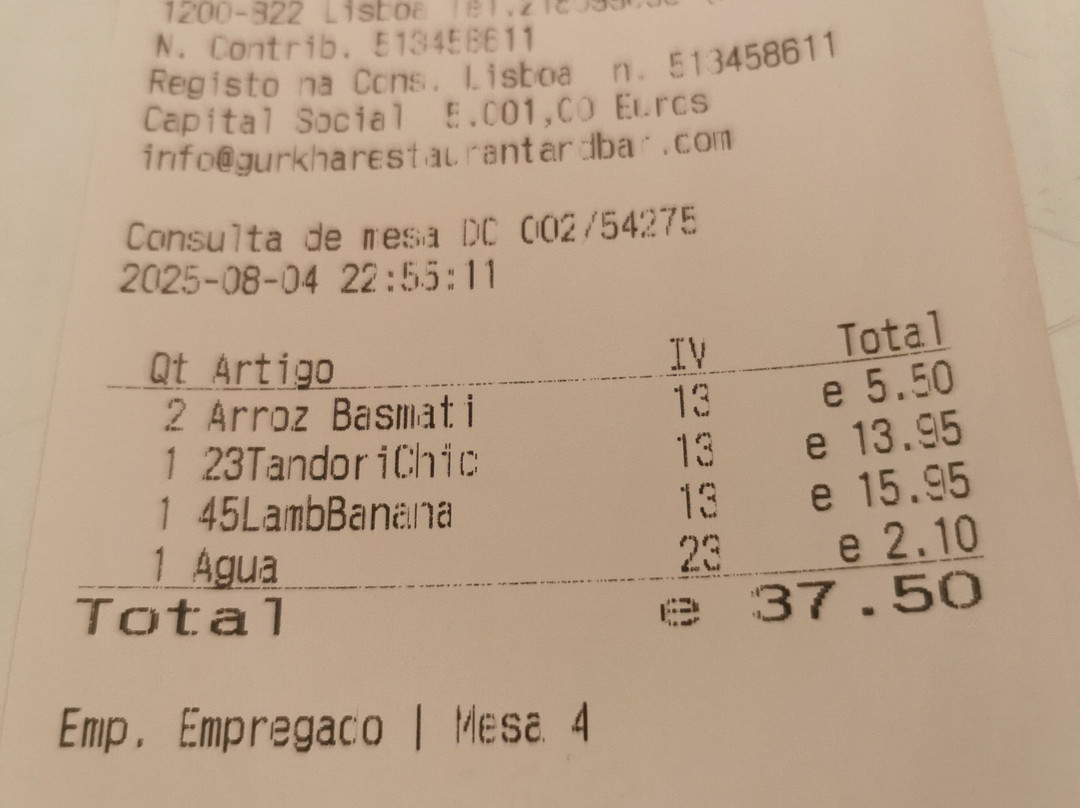 1200-822 Lisboa
N. Contrib. 513458611
Registo na Cons. Lisboa n. 513458611
Capital Social 5.001,00 Euros
info@gurkharestaurantandbar.com
Consulta de mesa DC 002/54275
2025-08-04 22:55:11
Qt Artigo IV Total
2 Arroz Basmati 13 e 5.50
1 23TandoriChic 13 e 13.95
1 45LambBanana 13 e 15.95
1 Agua 23 e 2.10
Total e 37.50
Emp. Empregado | Mesa 4